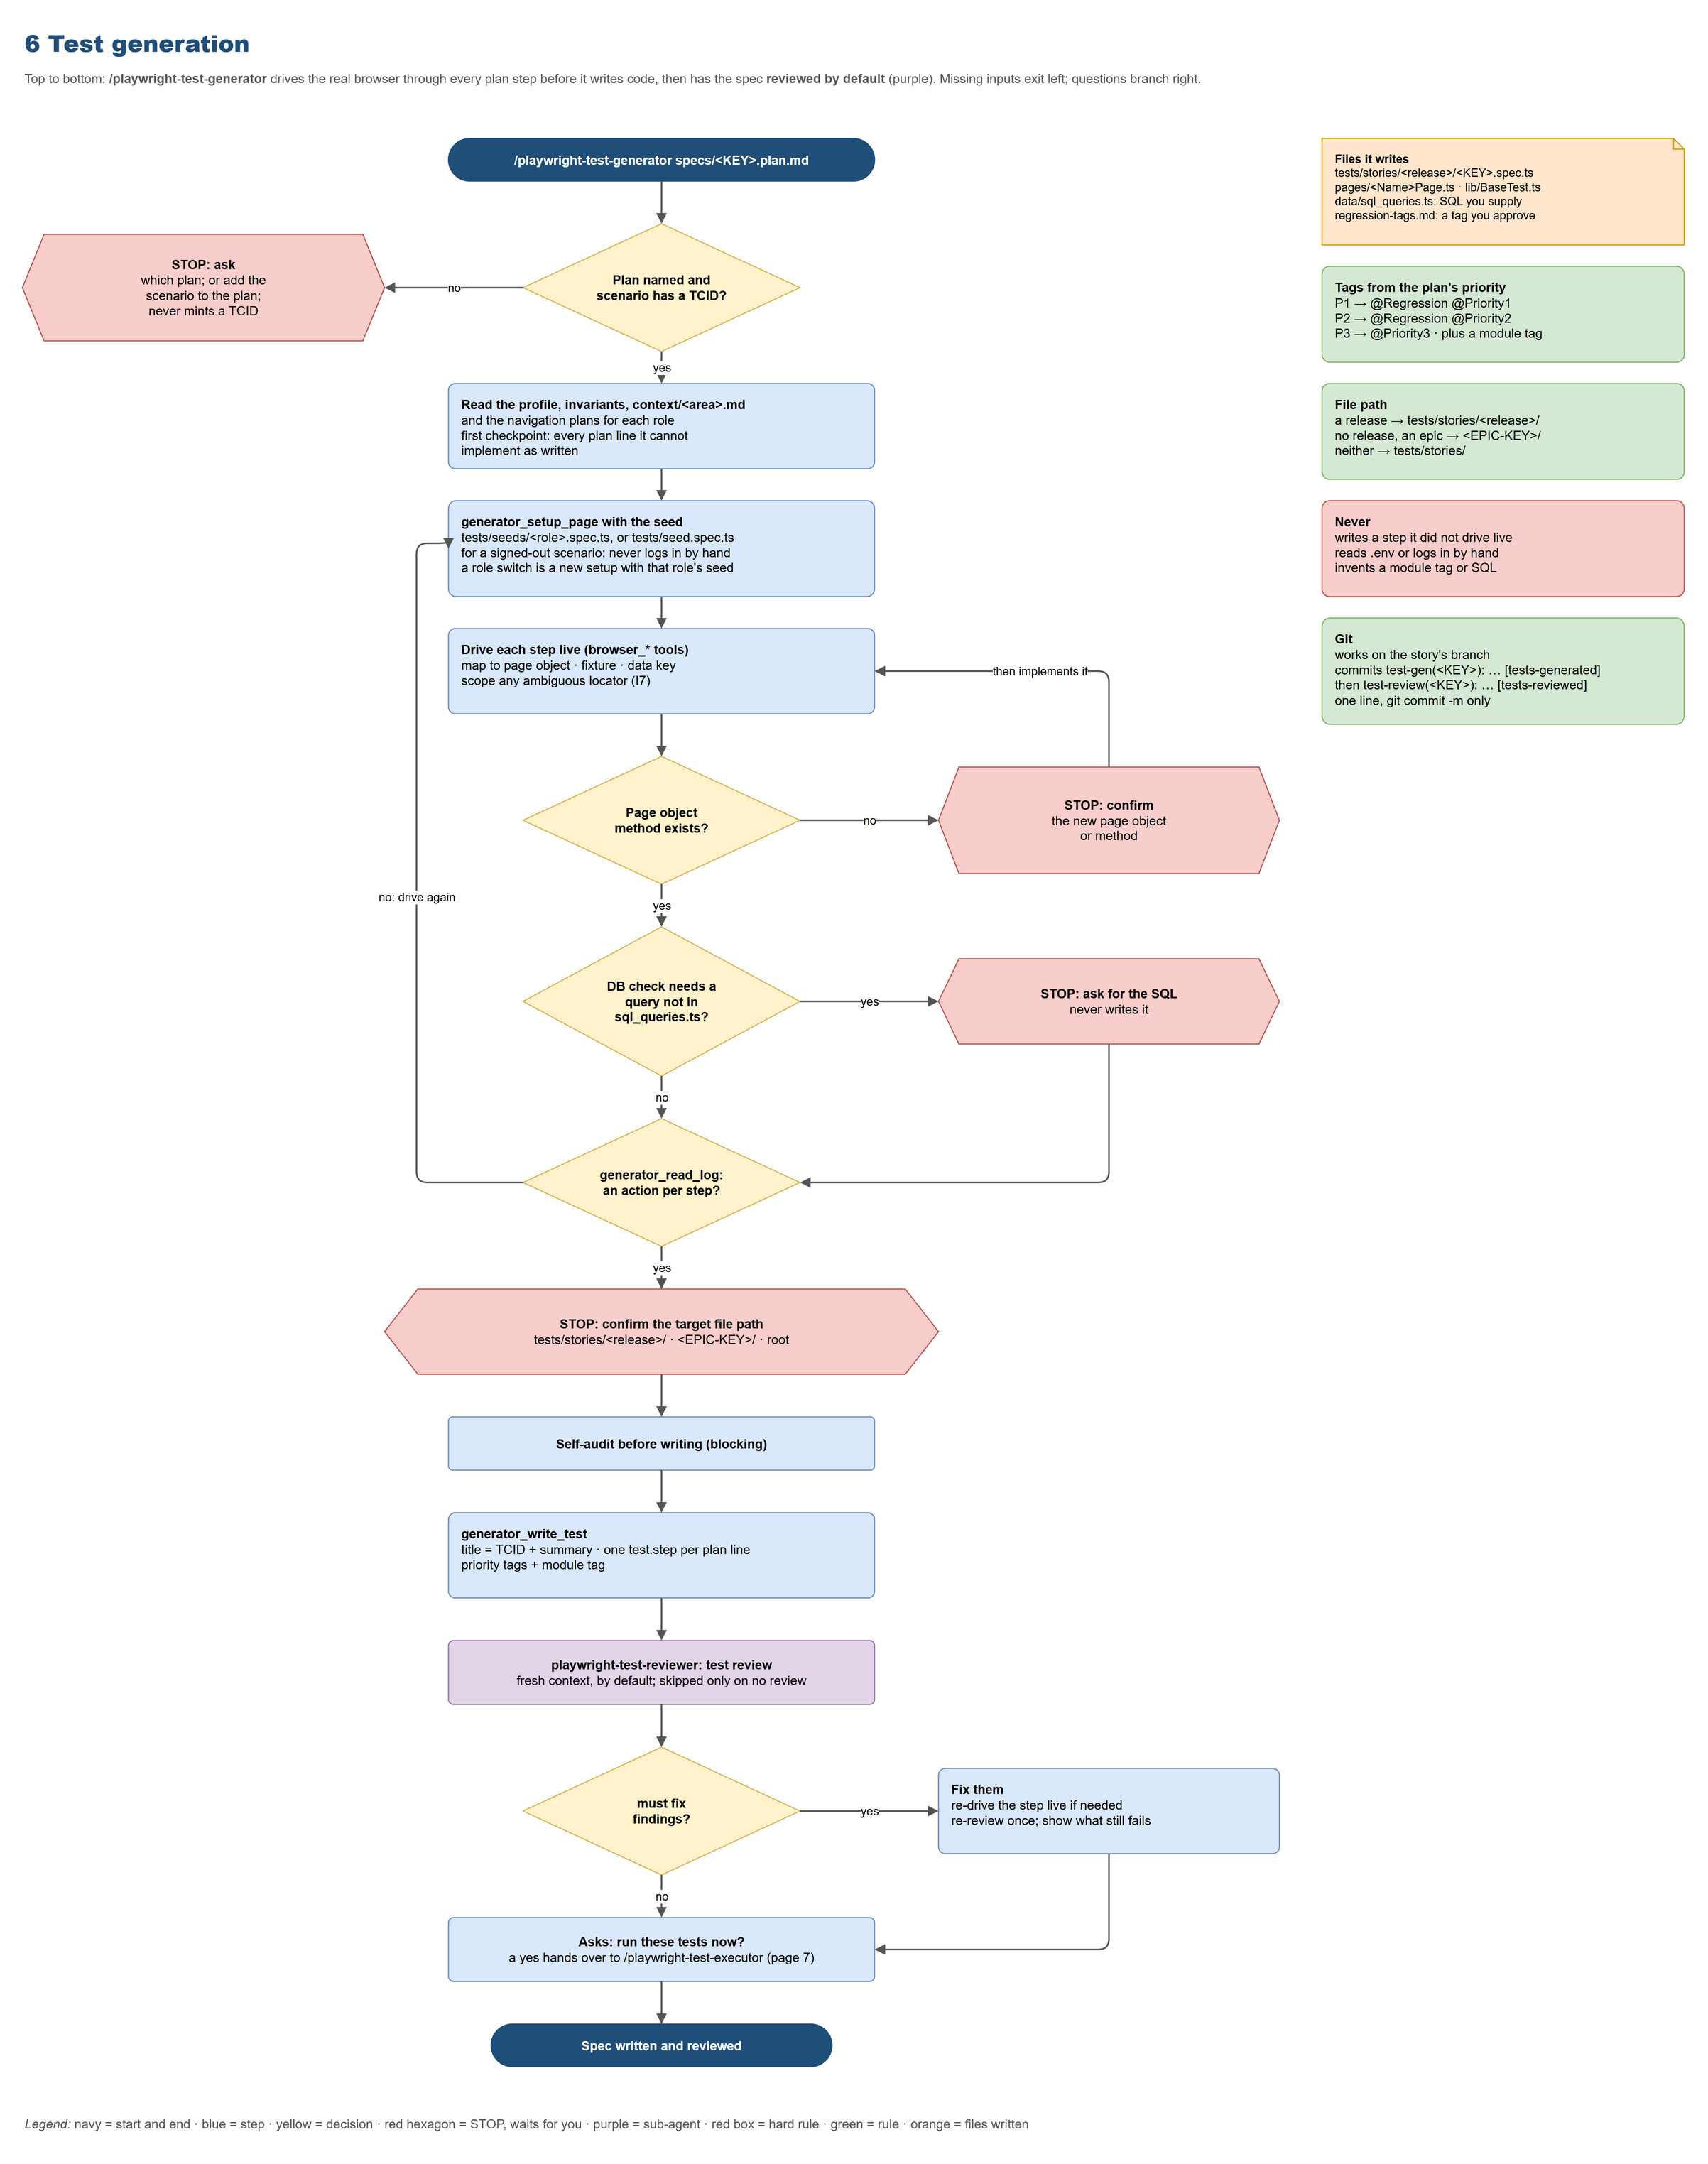 6 Test generation
Top to bottom: /playwright-test-generator drives the real browser through every plan step before it writes code, then has the spec reviewed by default (purple). Missing inputs exit left; questions branch right.
/playwright-test-generator specs/<KEY>.plan.md
Plan named and
scenario has a TCID?
no
STOP: ask
which plan; or add the
scenario to the plan;
never mints a TCID
yes
Read the profile, invariants, context/<area>.md
and the navigation plans for each role
first checkpoint: every plan line it cannot
implement as written
generator_setup_page with the seed
tests/seeds/<role>.spec.ts, or tests/seed.spec.ts
for a signed-out scenario; never logs in by hand
a role switch is a new setup with that role's seed
Drive each step live (browser_* tools)
map to page object · fixture · data key
scope any ambiguous locator (I7)
then implements it
Page object
method exists?
no
STOP: confirm
the new page object
or method
no: drive again
yes
DB check needs a
query not in
sql_queries.ts?
yes
STOP: ask for the SQL
never writes it
no
generator_read_log:
an action per step?
yes
STOP: confirm the target file path
tests/stories/<release>/ · <EPIC-KEY>/ · root
Self-audit before writing (blocking)
generator_write_test
title = TCID + summary · one test.step per plan line
priority tags + module tag
playwright-test-reviewer: test review
fresh context, by default; skipped only on no review
must fix
findings?
yes
Fix them
re-drive the step live if needed
re-review once; show what still fails
no
Asks: run these tests now?
a yes hands over to /playwright-test-executor (page 7)
Spec written and reviewed
Files it writes
tests/stories/<release>/<KEY>.spec.ts
pages/<Name>Page.ts · lib/BaseTest.ts
data/sql_queries.ts: SQL you supply
regression-tags.md: a tag you approve
Tags from the plan's priority
P1 → @Regression @Priority1
P2 → @Regression @Priority2
P3 → @Priority3 · plus a module tag
File path
a release → tests/stories/<release>/
no release, an epic → <EPIC-KEY>/
neither → tests/stories/
Never
writes a step it did not drive live
reads .env or logs in by hand
invents a module tag or SQL
Git
works on the story's branch
commits test-gen(<KEY>): … [tests-generated]
then test-review(<KEY>): … [tests-reviewed]
one line, git commit -m only
Legend: navy = start and end · blue = step · yellow = decision · red hexagon = STOP, waits for you · purple = sub-agent · red box = hard rule · green = rule · orange = files written